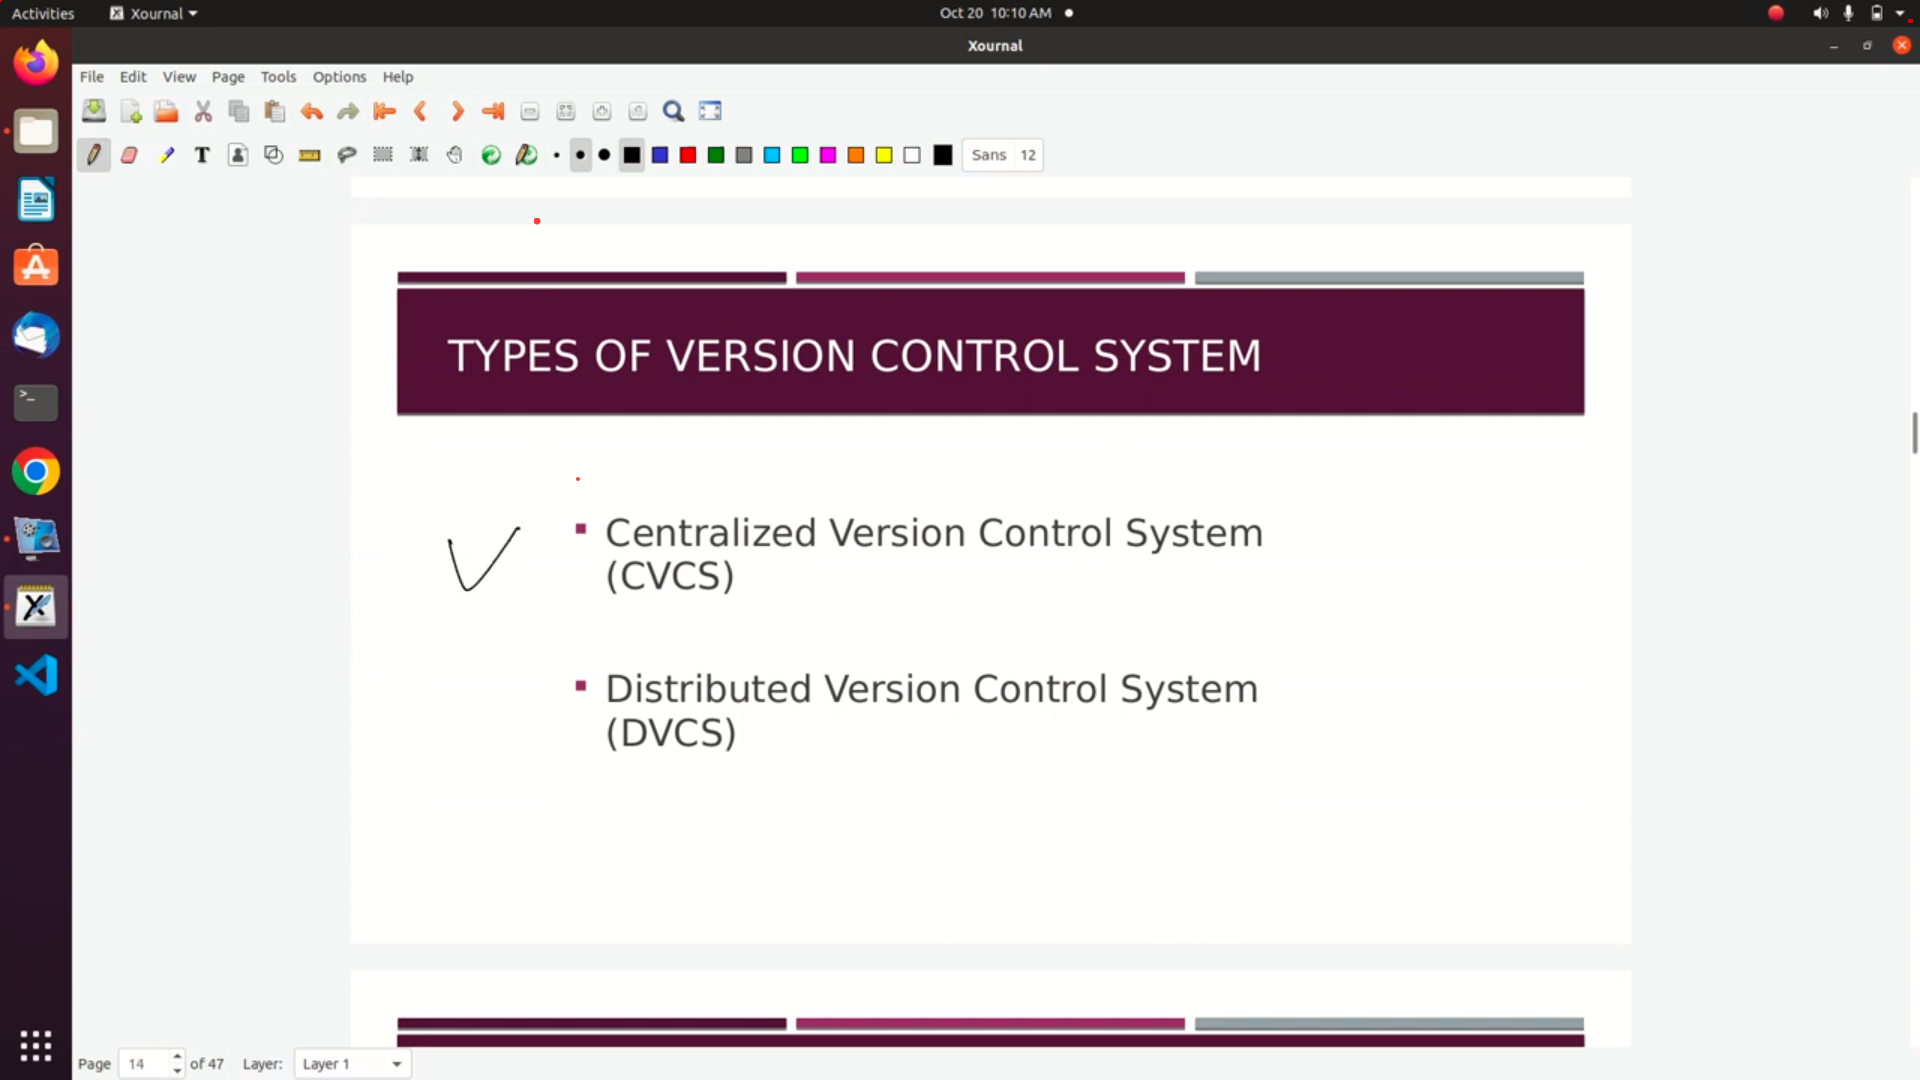 Activities
Xournal
Oct 20 10:10 AM
Xournal
File Edit View Page Tools Options Help
Sans 12
TYPES OF VERSION CONTROL SYSTEM
Centralized Version Control System
(CVCS)
Distributed Version Control System
(DVCS)
Page 14 of 47 Layer: Layer 1